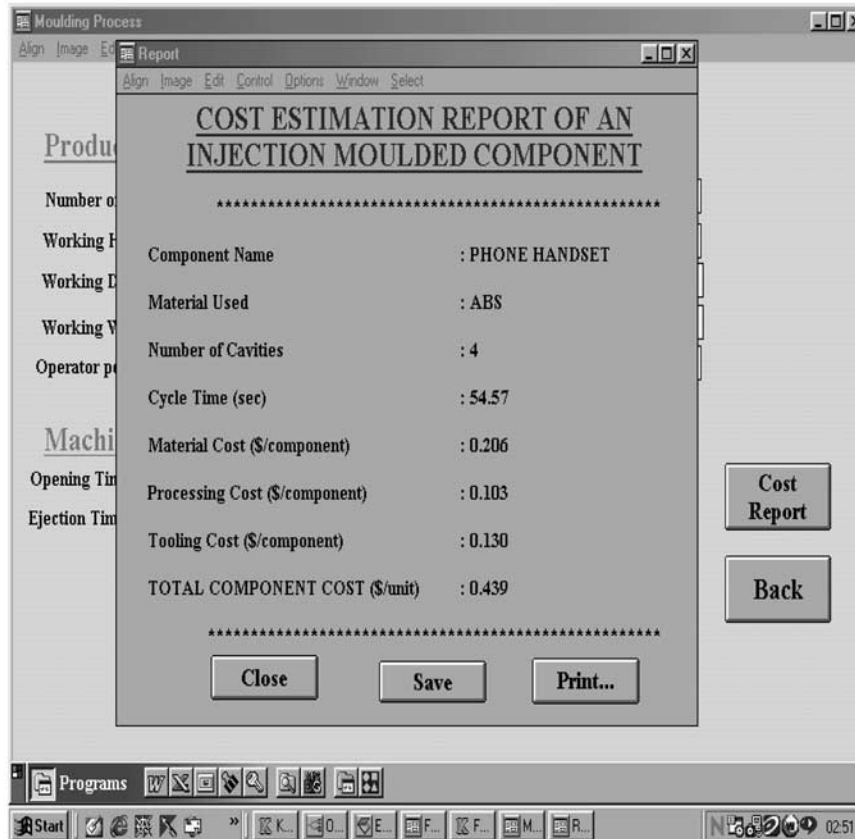 Moulding Process
Align Image Ed
Report
Align Image Edit Control Options Window Select
COST ESTIMATION REPORT OF AN
INJECTION MOULDED COMPONENT
****************************************************
Component Name : PHONE HANDSET
Material Used : ABS
Number of Cavities : 4
Cycle Time (sec) : 54.57
Material Cost ($/component) : 0.206
Processing Cost ($/component) : 0.103
Tooling Cost ($/component) : 0.130
TOTAL COMPONENT COST ($/unit) : 0.439
*****************************************************
Close Save Print...
Produ
Number o
Working H
Working D
Working W
Operator pe
Machi
Opening Tim
Ejection Tim
Cost
Report
Back
Programs
Start » K... O... E... F... F... M... R... 02:51